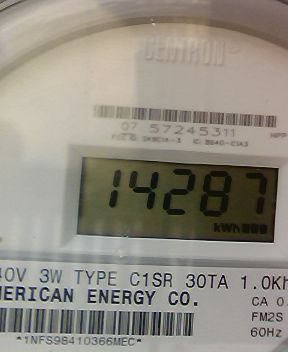 CENTRON®
07 57245311
14287
kWh
40V 3W TYPE C1SR 30TA 1.0Kh
MERICAN ENERGY CO.
CA 0.
FM2S
60Hz
*1NFS98410366MEC*